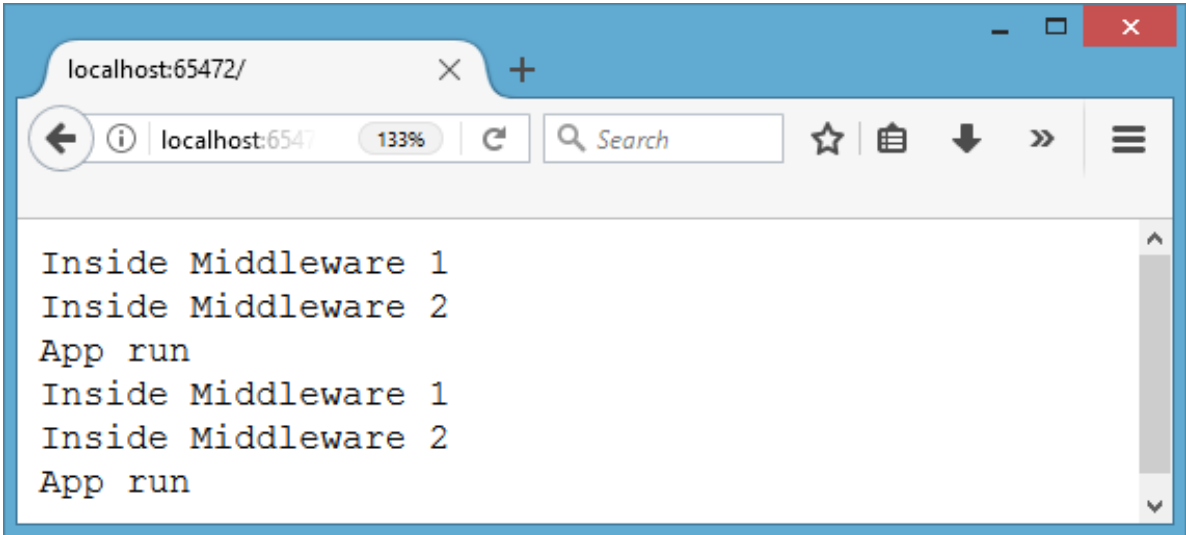 localhost:65472/
localhost:6547 133% Search
Inside Middleware 1
Inside Middleware 2
App run
Inside Middleware 1
Inside Middleware 2
App run